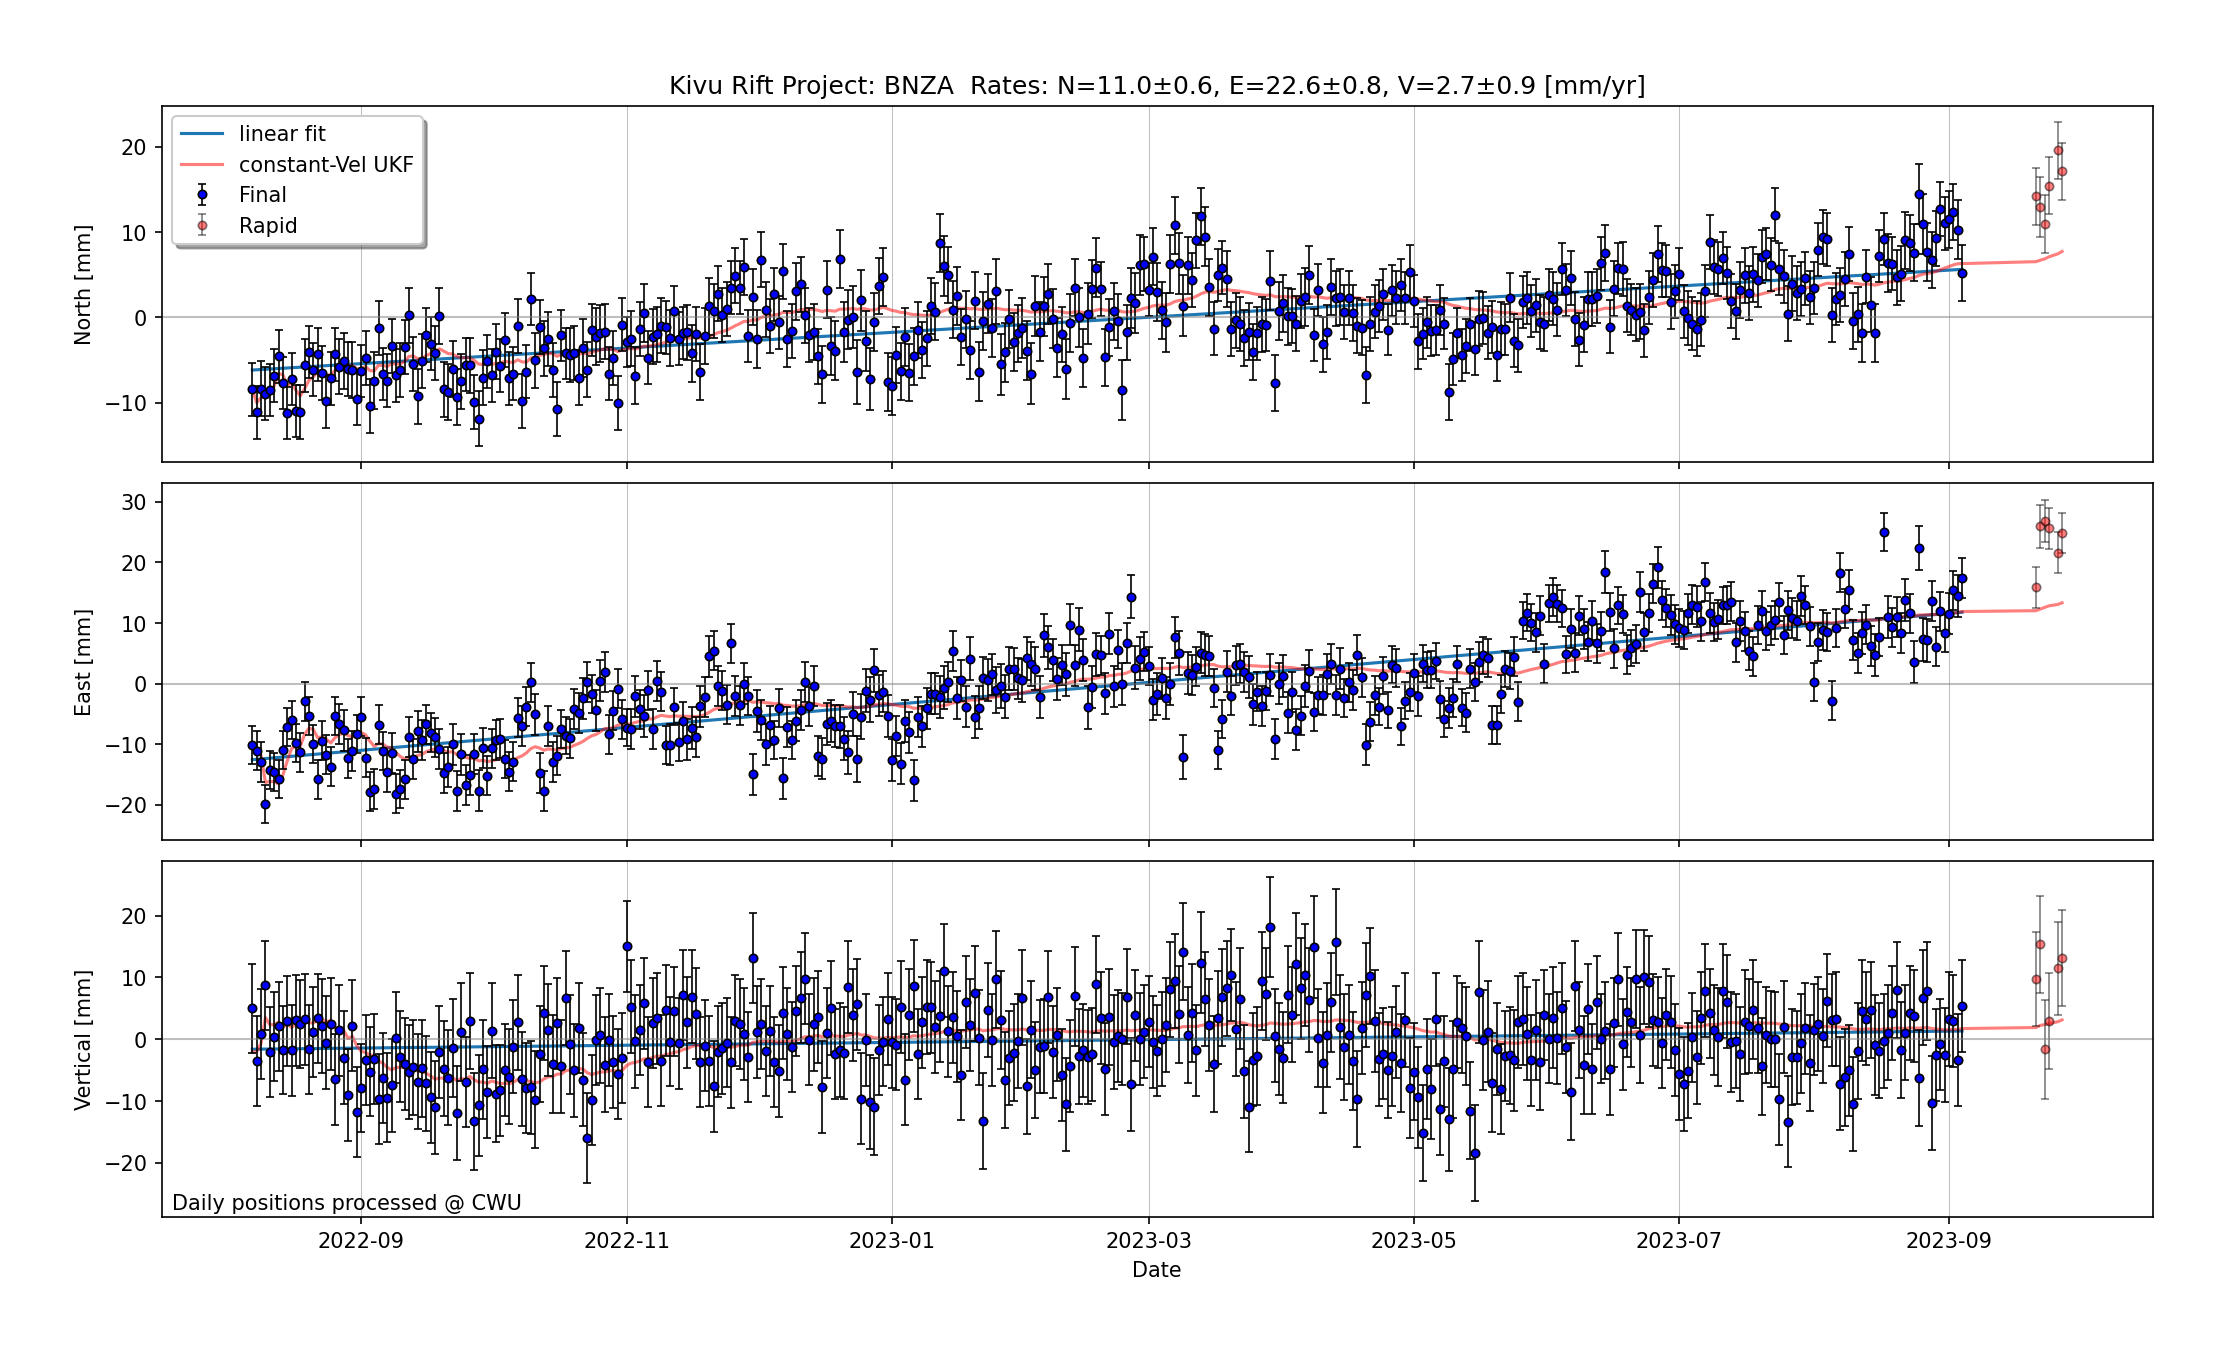 Kivu Rift Project: BNZA  Rates: N=11.0±0.6, E=22.6±0.8, V=2.7±0.9 [mm/yr]
linear fit
constant-Vel UKF
Final
Rapid
North [mm]
20
10
0
−10
East [mm]
30
20
10
0
−10
−20
Vertical [mm]
20
10
0
−10
−20
Daily positions processed @ CWU
2022-09 2022-11 2023-01 2023-03 2023-05 2023-07 2023-09
Date